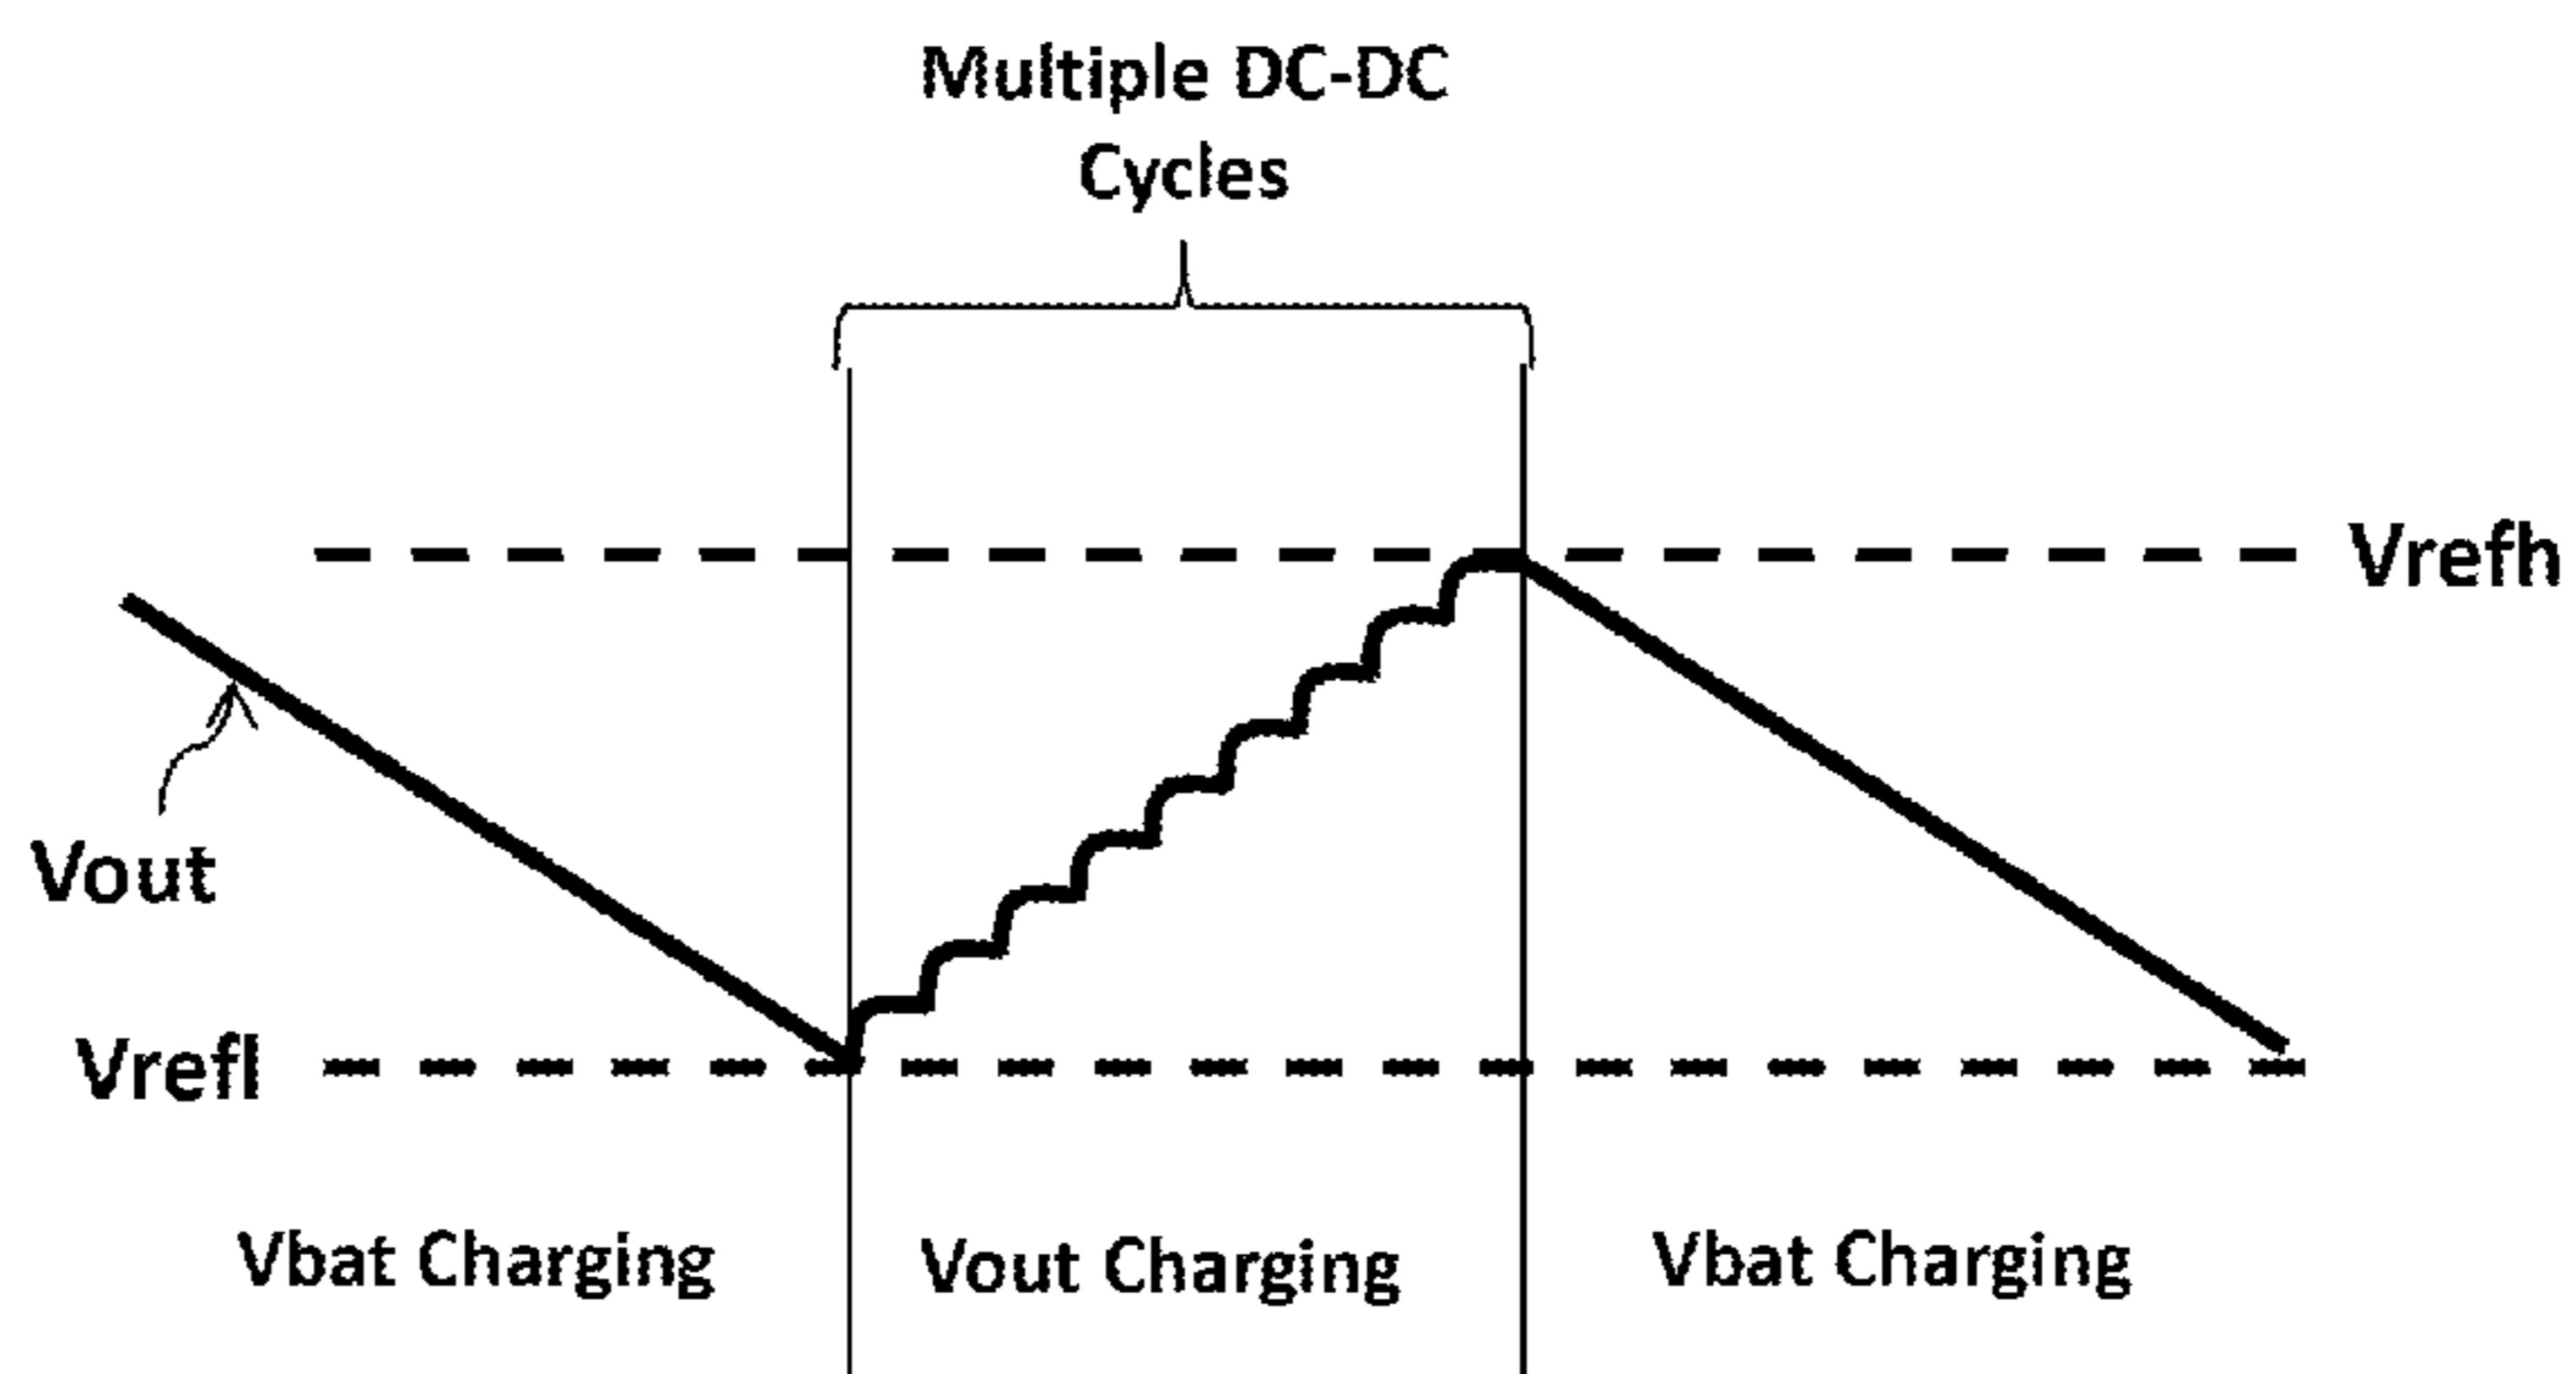 Multiple DC-DC
Cycles
Vrefh
Vout
Vrefl
Vbat Charging
Vout Charging
Vbat Charging